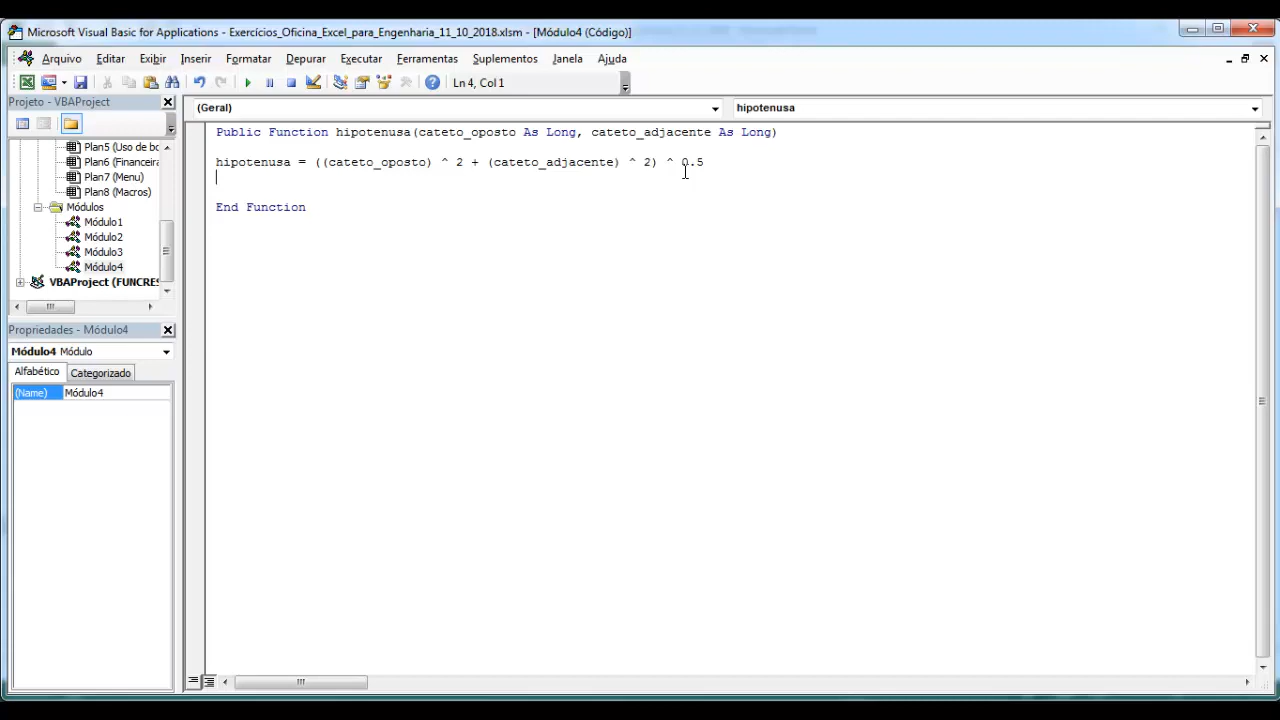 Microsoft Visual Basic for Applications - Exercícios_Oficina_Excel_para_Engenharia_11_10_2018.xlsm - [Módulo4 (Código)]
Arquivo Editar Exibir Inserir Formatar Depurar Executar Ferramentas Suplementos Janela Ajuda
Ln 4, Col 1
Projeto - VBAProject
Plan5 (Uso de bo
Plan6 (Financeira
Plan7 (Menu)
Plan8 (Macros)
Módulos
Módulo1
Módulo2
Módulo3
Módulo4
VBAProject (FUNCRES
Propriedades - Módulo4
Módulo4 Módulo
Alfabético Categorizado
(Name) Módulo4
(Geral) hipotenusa
Public Function hipotenusa(cateto_oposto As Long, cateto_adjacente As Long)
hipotenusa = ((cateto_oposto) ^ 2 + (cateto_adjacente) ^ 2) ^ 0.5
End Function